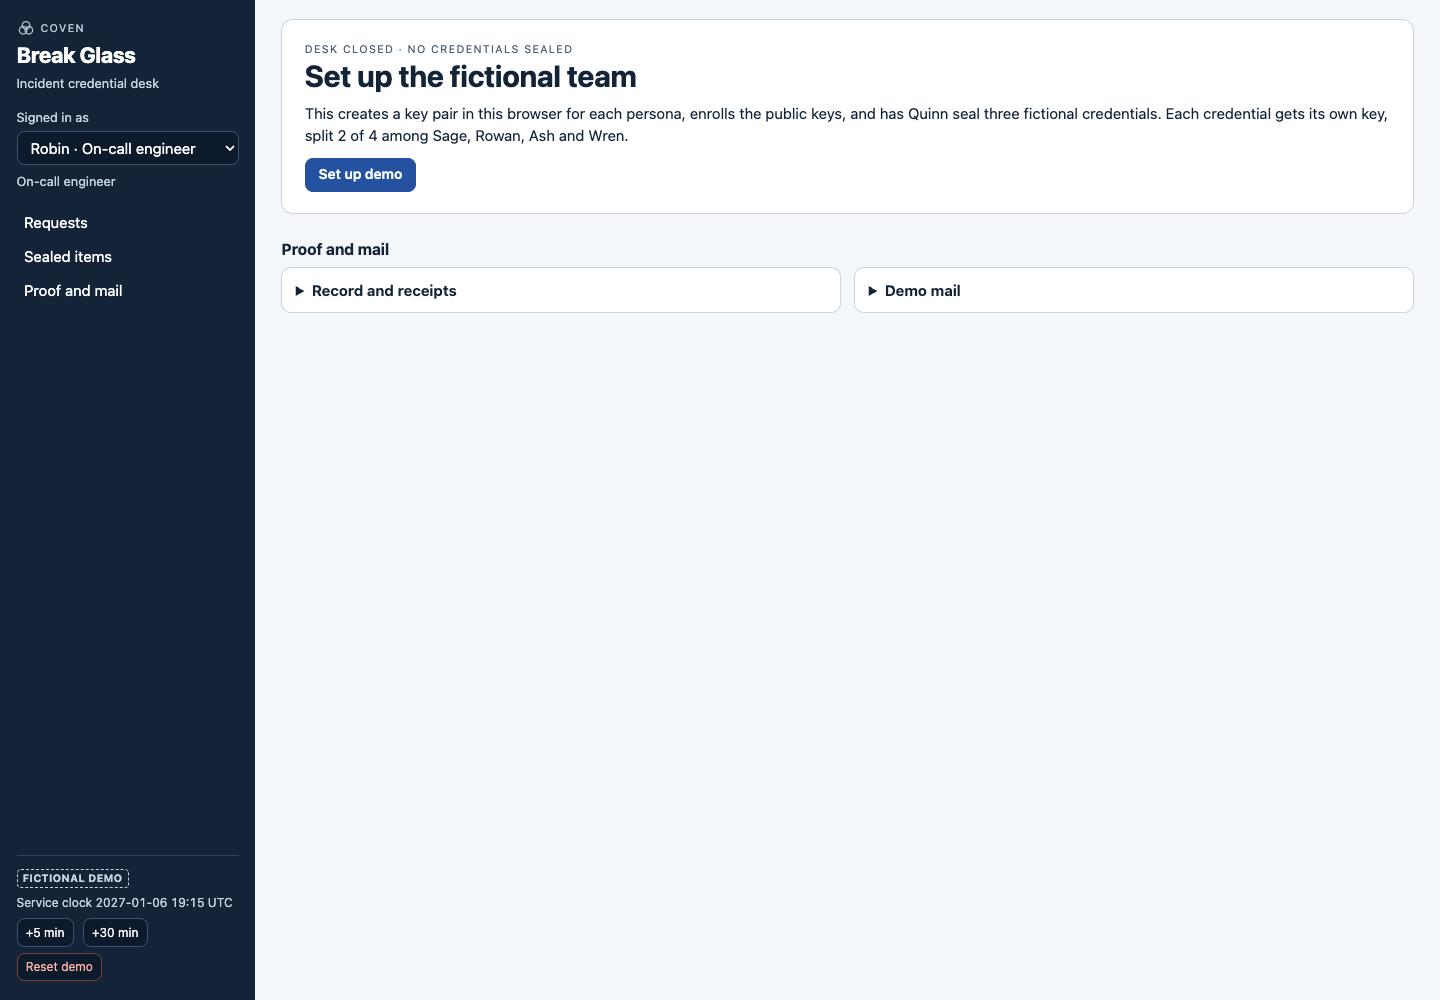 COVEN
Break Glass
Incident credential desk
Signed in as
Robin · On-call engineer
On-call engineer
Requests
Sealed items
Proof and mail
FICTIONAL DEMO
Service clock 2027-01-06 19:15 UTC
+5 min
+30 min
Reset demo
DESK CLOSED · NO CREDENTIALS SEALED
Set up the fictional team
This creates a key pair in this browser for each persona, enrolls the public keys, and has Quinn seal three fictional credentials. Each credential gets its own key,
split 2 of 4 among Sage, Rowan, Ash and Wren.
Set up demo
Proof and mail
Record and receipts
Demo mail